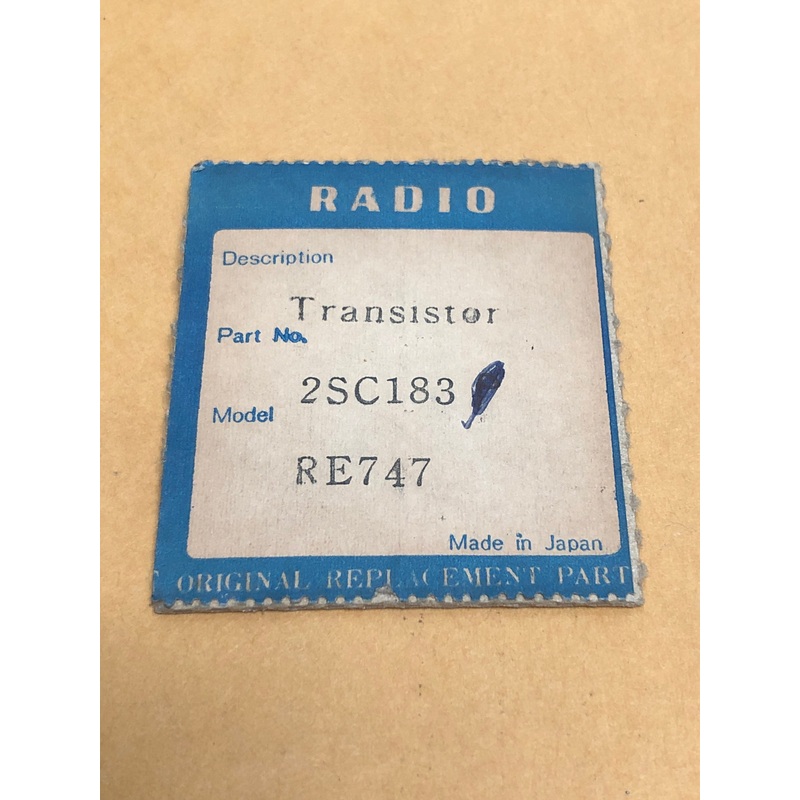 RADIO
Description
Transistor
Part No.
2SC183
Model
RE747
Made in Japan
ORIGINAL REPLACEMENT PART